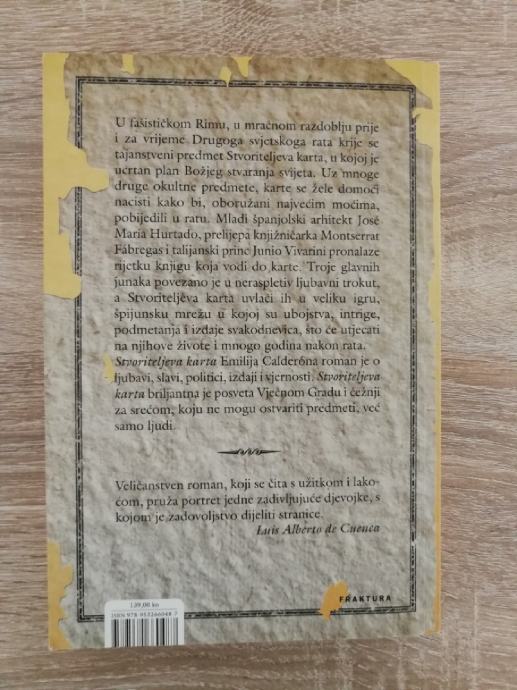 U fašističkom Rimu, u mračnom razdoblju prije
i za vrijeme Drugoga svjetskoga rata krije se
tajanstveni predmet Stvoriteljeva karta, u kojoj je
ucrtan plan Božjeg stvaranja svijeta. Uz mnoge
druge okultne predmete, karte se žele domoći
nacisti kako bi, oboružani najvećim moćima,
pobijedili u ratu. Mladi španjolski arhitekt José
María Hurtado, prelijepa knjižničarka Montserrat
Fábregas i talijanski princ Junio Vivarini pronalaze
rijetku knjigu koja vodi do karte. Troje glavnih
junaka povezano je u neraspletiv ljubavni trokut,
a Stvoriteljeva karta uvlači ih u veliku igru,
špijunsku mrežu u kojoj su ubojstva, intrige,
podmetanja i izdaje svakodnevica, što će utjecati
na njihove živote i mnogo godina nakon rata.
Stvoriteljeva karta Emilija Calderóna roman je o
ljubavi, slavi, politici, izdaji i vjernosti. Stvoriteljeva
karta briljantna je posveta Vječnom Gradu i čežnji
za srećom, koju ne mogu ostvariti predmeti, već
samo ljudi.
Veličanstven roman, koji se čita s užitkom i lako-
ćom, pruža portret jedne zadivljujuće djevojke, s
kojom je zadovoljstvo dijeliti stranice.
Luis Alberto de Cuenca
139,00 kn
ISBN 978-953266048-7
FRAKTURA